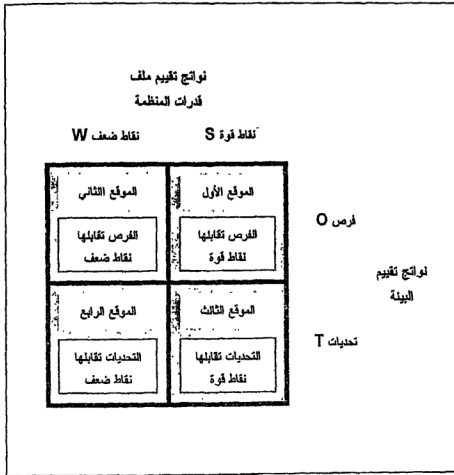 نواتج تقييم ملف
قدرات المنظمة
نقاط قوة S
نقاط ضعف W
الموقع الأول
الموقع الثاني
الفرص تقابلها
نقاط قوة
الفرص تقابلها
نقاط ضعف
فرص O
نواتج تقييم
البيئة
الموقع الثالث
الموقع الرابع
التحديات تقابلها
نقاط قوة
التحديات تقابلها
نقاط ضعف
تحديات T